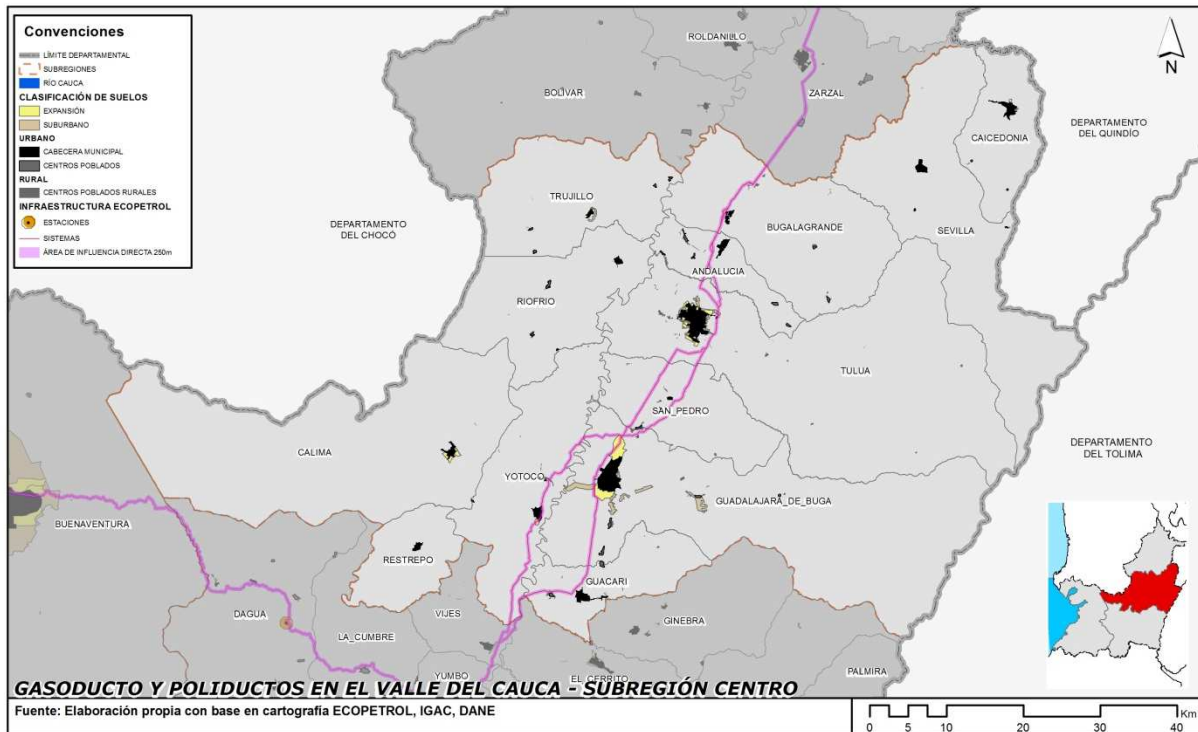 Convenciones
LÍMITE DEPARTAMENTAL
SUBREGIONES
RÍO CAUCA
CLASIFICACIÓN DE SUELOS
EXPANSIÓN
SUBURBANO
URBANO
CABECERA MUNICIPAL
CENTROS POBLADOS
RURAL
CENTROS POBLADOS RURALES
INFRAESTRUCTURA ECOPETROL
ESTACIONES
SISTEMAS
ÁREA DE INFLUENCIA DIRECTA 250m
N
ROLDANILLO
BOLÍVAR
ZARZAL
DEPARTAMENTO
DEL QUINDÍO
CAICEDONIA
TRUJILLO
DEPARTAMENTO
DEL CHOCÓ
BUGALAGRANDE
SEVILLA
ANDALUCIA
RIOFRIO
TULUA
SAN_PEDRO
DEPARTAMENTO
DEL TOLIMA
CALIMA
YOTOCO
GUADALAJARA_DE_BUGA
BUENAVENTURA
RESTREPO
GUACARI
DAGUA
VIJES
GINEBRA
LA_CUMBRE
YUMBO
EL_CERRITO
PALMIRA
GASODUCTO Y POLIDUCTOS EN EL VALLE DEL CAUCA - SUBREGIÓN CENTRO
Fuente: Elaboración propia con base en cartografía ECOPETROL, IGAC, DANE
0 5 10 20 30 40 Km